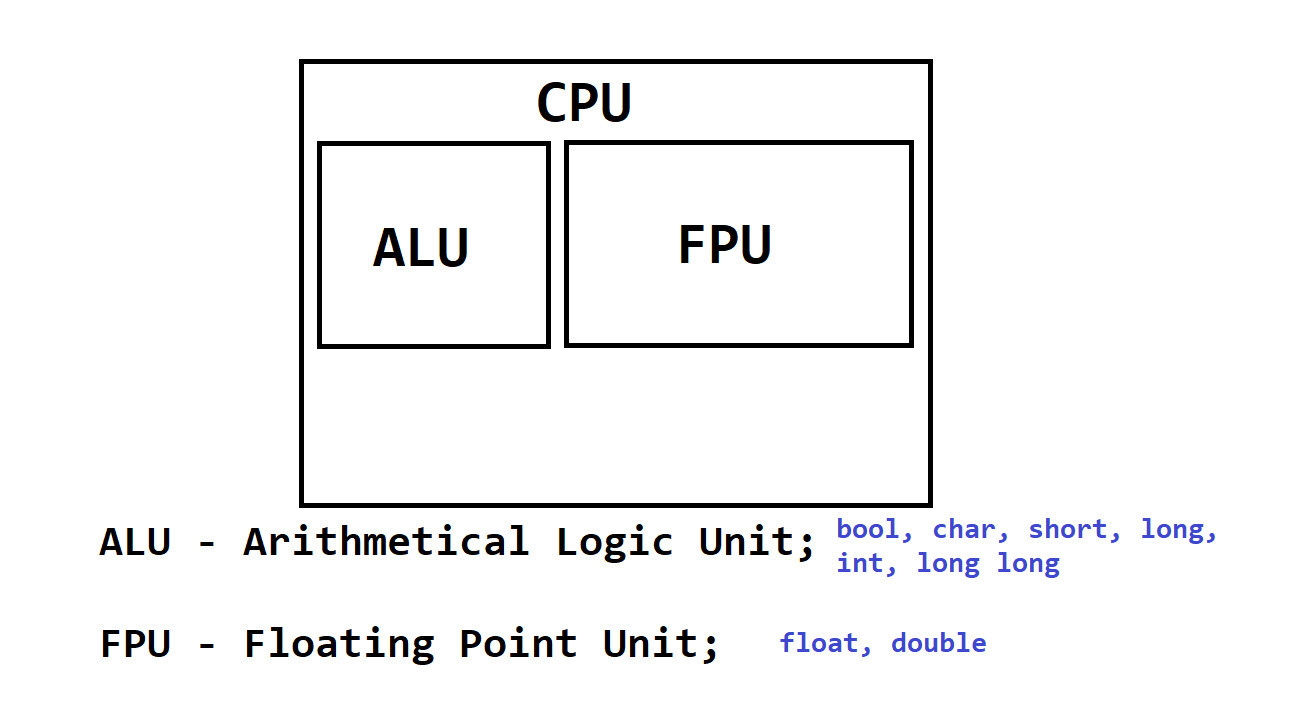 CPU
ALU
FPU
ALU - Arithmetical Logic Unit;
bool, char, short, long,
int, long long
FPU - Floating Point Unit;
float, double